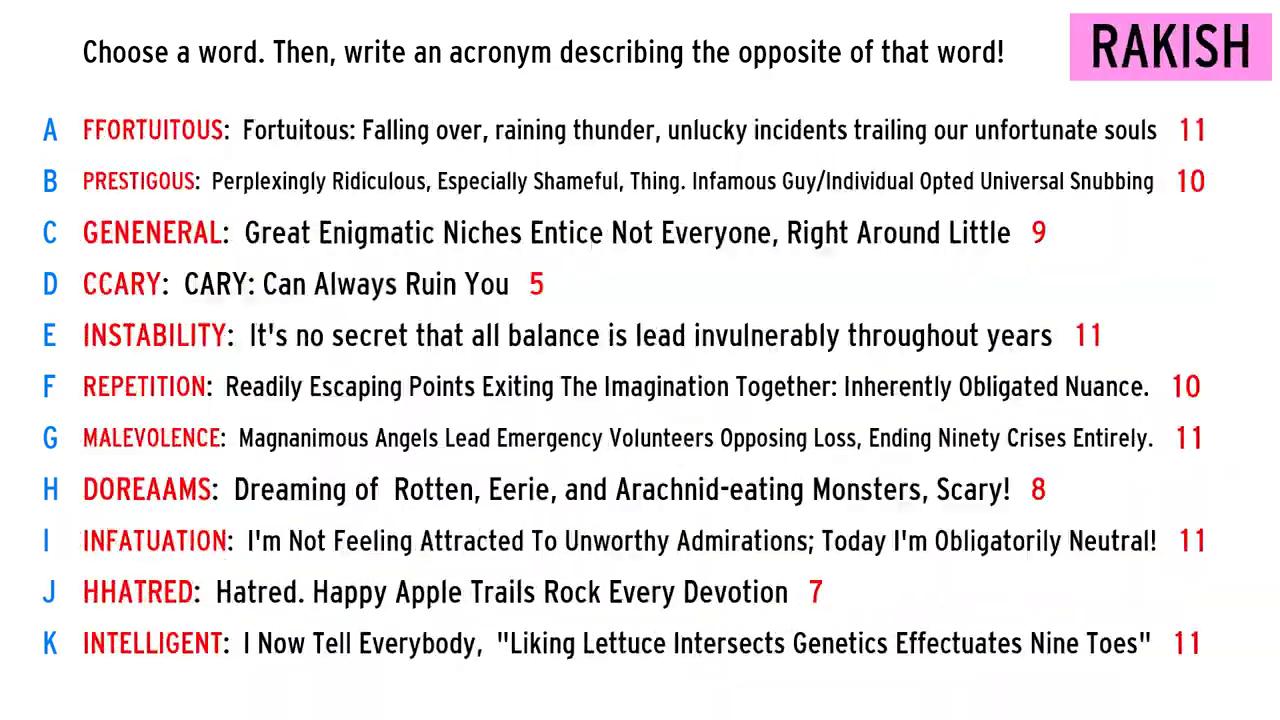 Choose a word. Then, write an acronym describing the opposite of that word!
RAKISH
A FFORTUITOUS: Fortuitous: Falling over, raining thunder, unlucky incidents trailing our unfortunate souls 11
B PRESTIGOUS: Perplexingly Ridiculous, Especially Shameful, Thing. Infamous Guy/Individual Opted Universal Snubbing 10
C GENENERAL: Great Enigmatic Niches Entice Not Everyone, Right Around Little 9
D CCARY: CARY: Can Always Ruin You 5
E INSTABILITY: It's no secret that all balance is lead invulnerably throughout years 11
F REPETITION: Readily Escaping Points Exiting The Imagination Together: Inherently Obligated Nuance. 10
G MALEVOLENCE: Magnanimous Angels Lead Emergency Volunteers Opposing Loss, Ending Ninety Crises Entirely. 11
H DOREAAMS: Dreaming of Rotten, Eerie, and Arachnid-eating Monsters, Scary! 8
I INFATUATION: I'm Not Feeling Attracted To Unworthy Admirations; Today I'm Obligatorily Neutral! 11
J HHATRED: Hatred. Happy Apple Trails Rock Every Devotion 7
K INTELLIGENT: I Now Tell Everybody, "Liking Lettuce Intersects Genetics Effectuates Nine Toes" 11